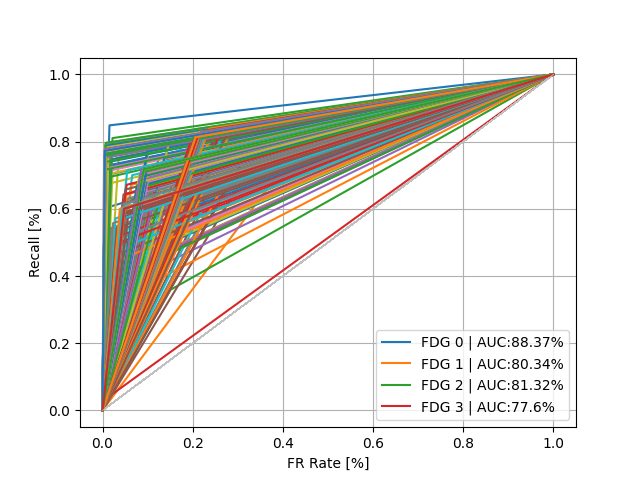 1.0
0.8
0.6
0.4
0.2
0.0
Recall [%]
0.0 0.2 0.4 0.6 0.8 1.0
FR Rate [%]
FDG 0 | AUC:88.37%
FDG 1 | AUC:80.34%
FDG 2 | AUC:81.32%
FDG 3 | AUC:77.6%